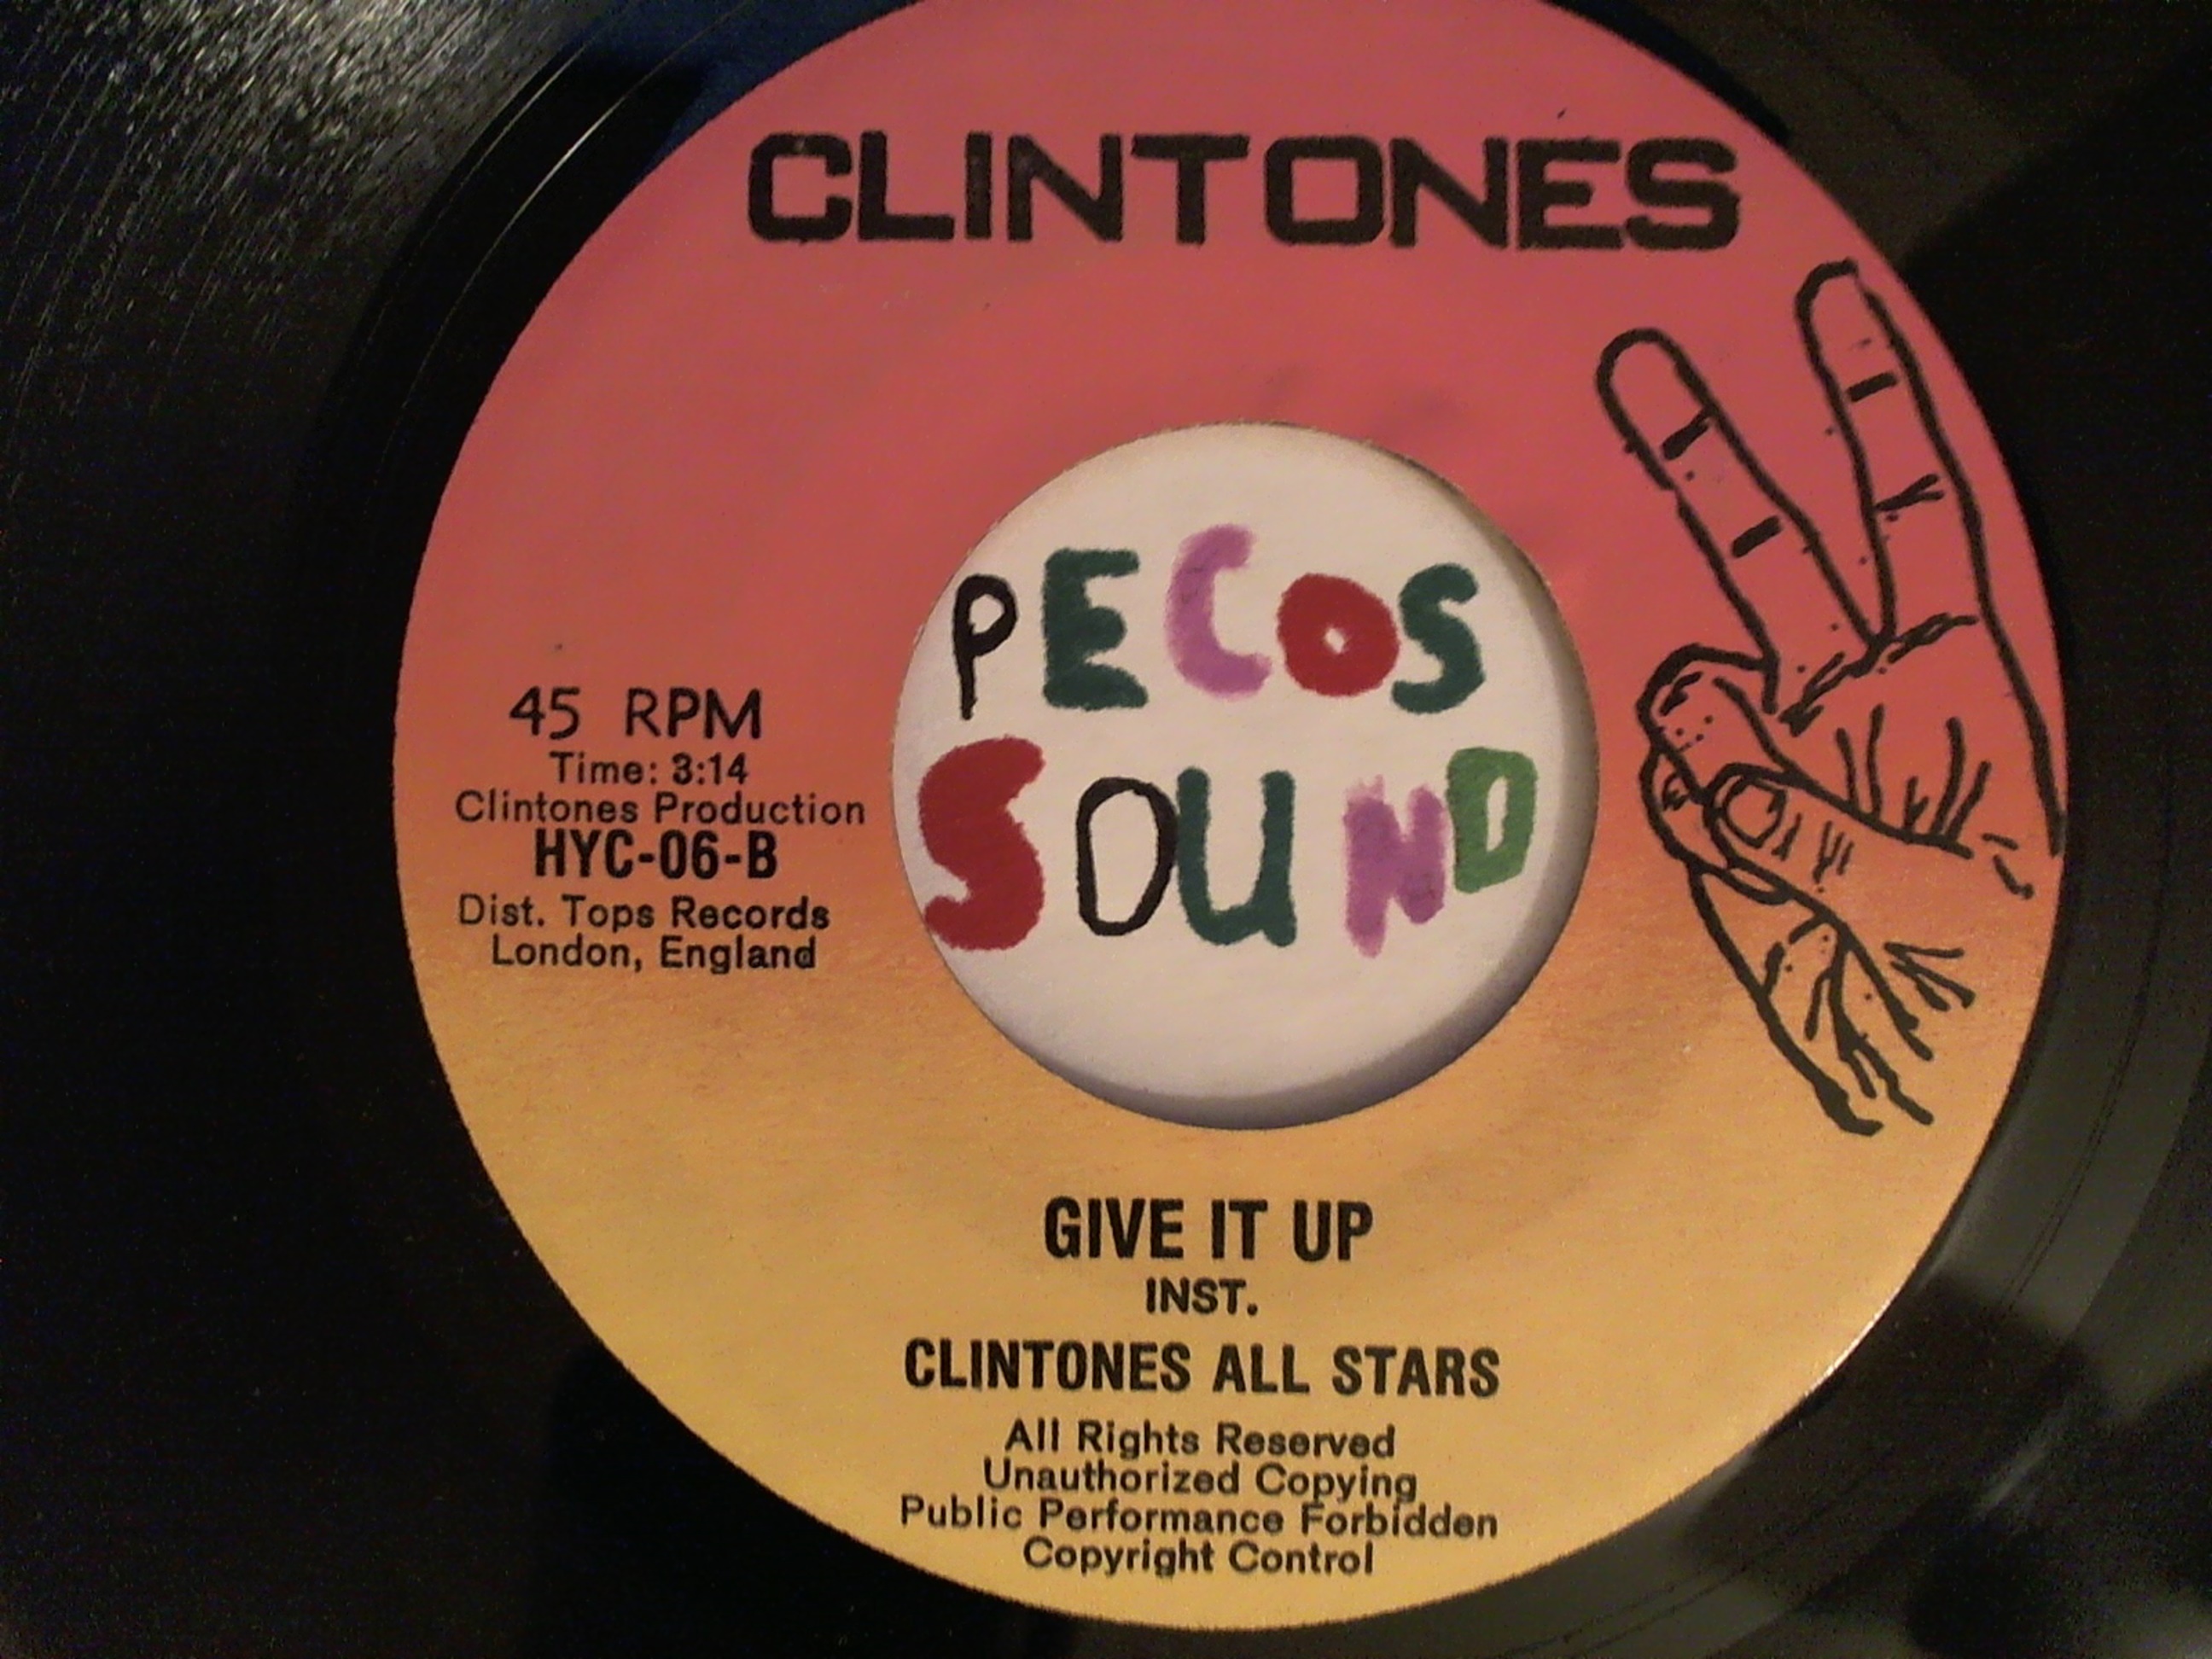 CLINTONES
PECOS
SOUND
45 RPM
Time: 3:14
Clintones Production
HYC-06-B
Dist. Tops Records
London, England
GIVE IT UP
INST.
CLINTONES ALL STARS
All Rights Reserved
Unauthorized Copying
Public Performance Forbidden
Copyright Control